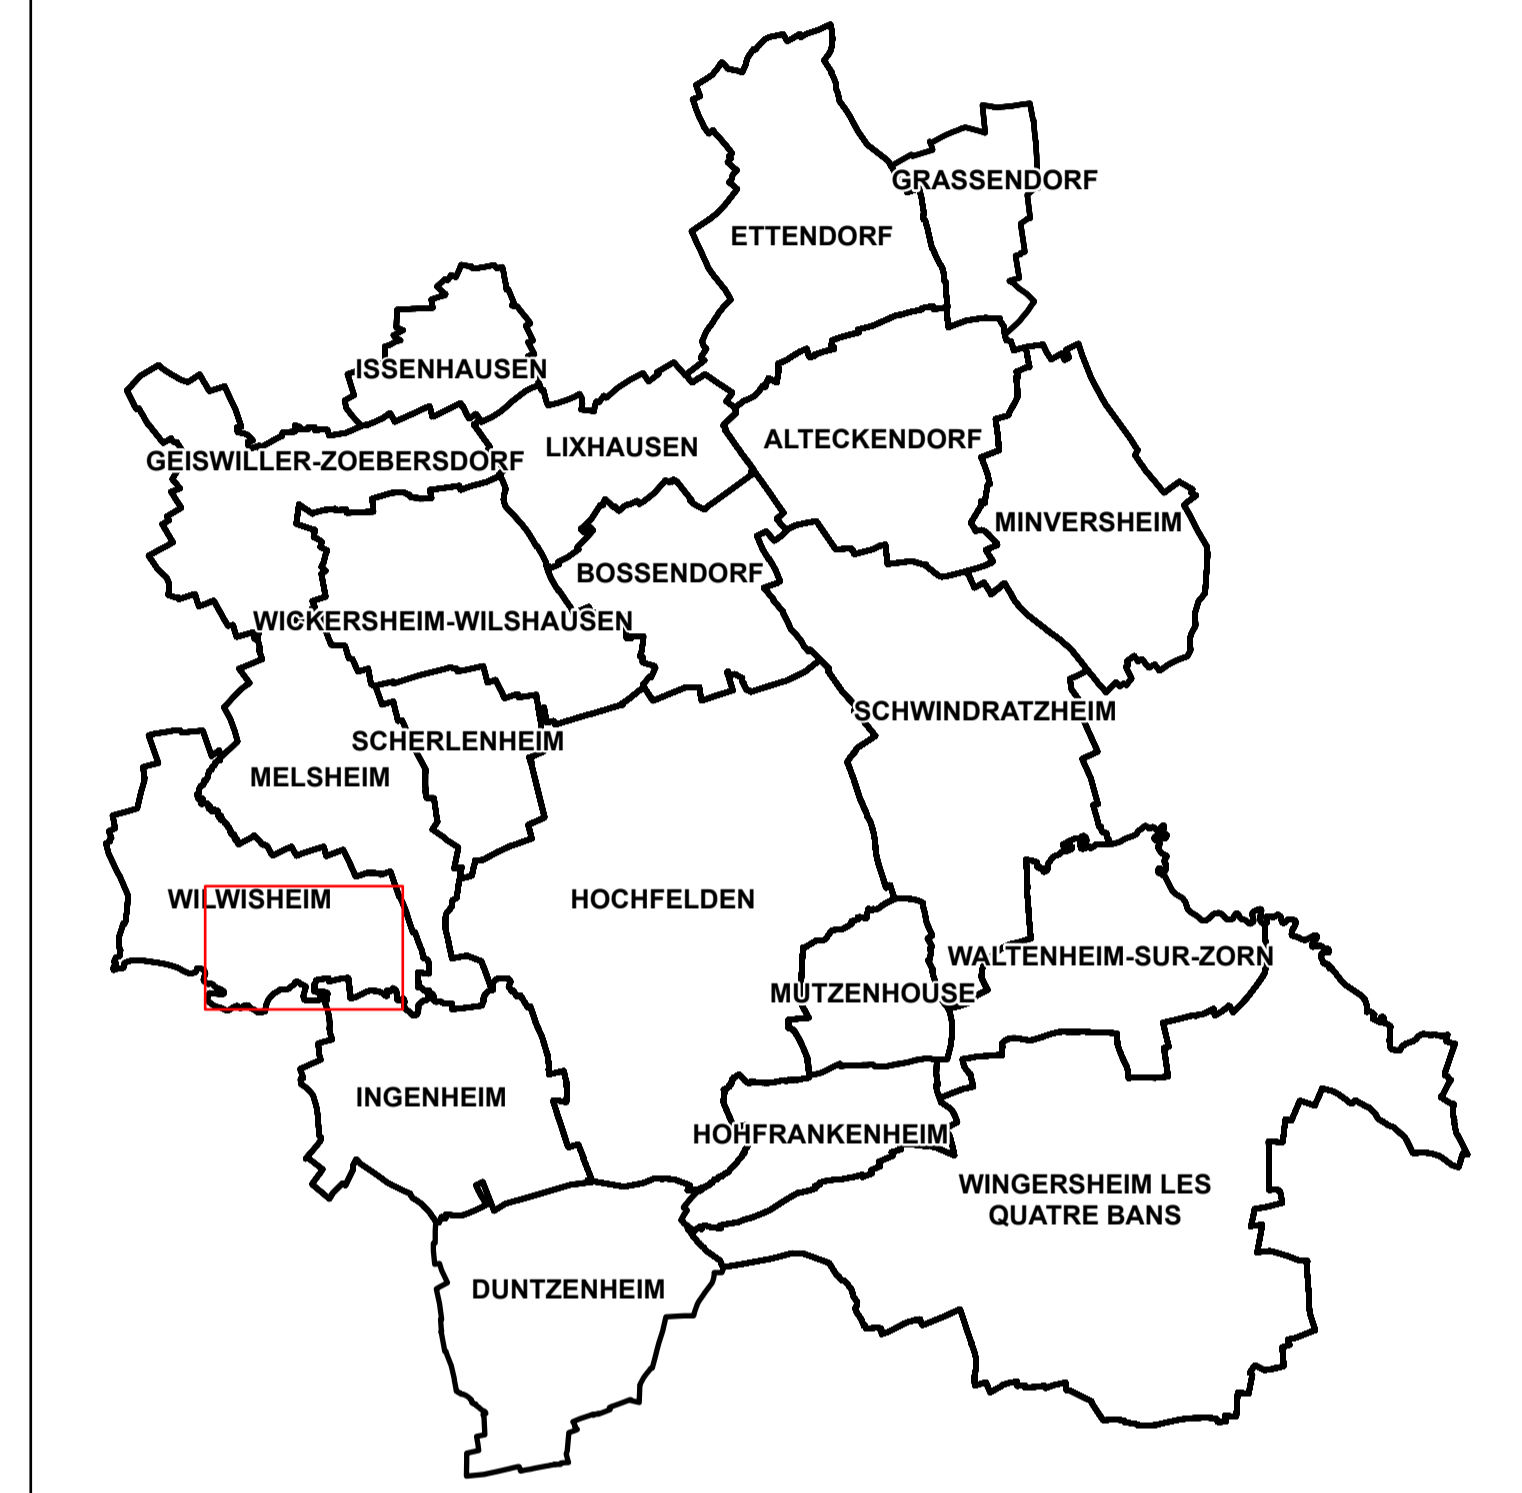 GRASSENDORF
ETTENDORF
ISSENHAUSEN
LIXHAUSEN
ALTECKENDORF
GEISWILLER-ZOEBERSDORF
MINVERSHEIM
BOSSENDORF
WICKERSHEIM-WILSHAUSEN
SCHWINDRATZHEIM
SCHERLENHEIM
MELSHEIM
WILWISHEIM
HOCHFELDEN
WALTENHEIM-SUR-ZORN
MUTZENHOUSE
INGENHEIM
HOHFRANKENHEIM
WINGERSHEIM LES
QUATRE BANS
DUNTZENHEIM